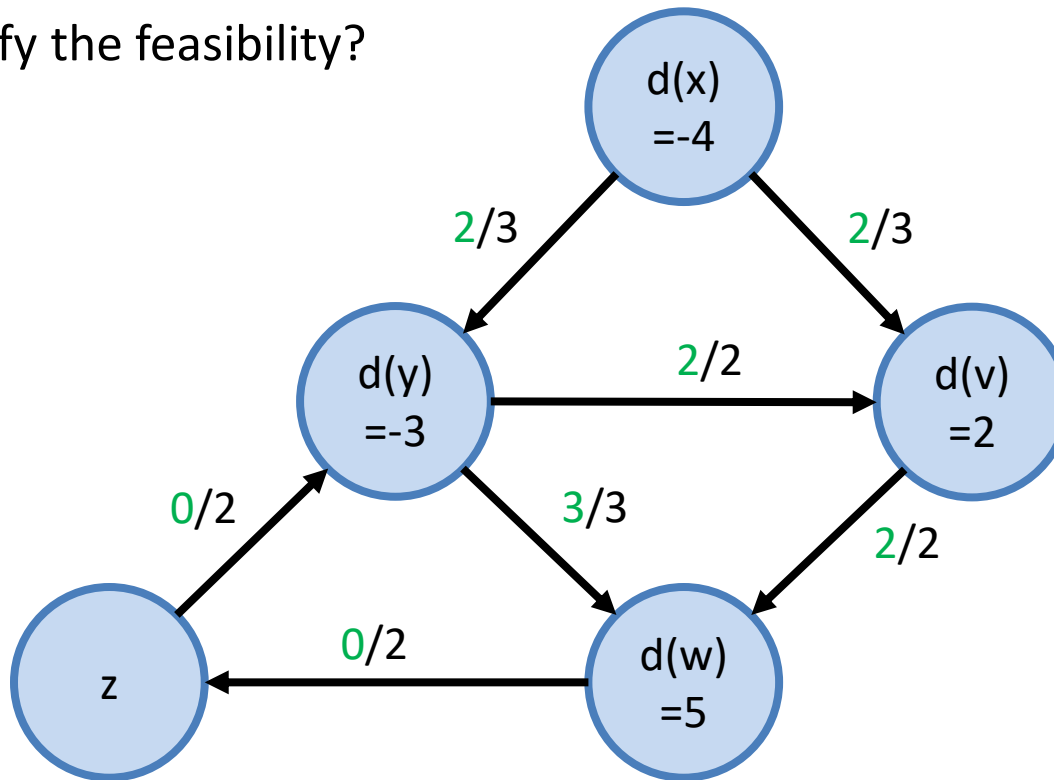 the feasibility?
d(x)
=-4
2/3
2/3
2/2
d(y)
=-3
d(v)
=2
0/2
3/3
2/2
0/2
d(w)
=5
z